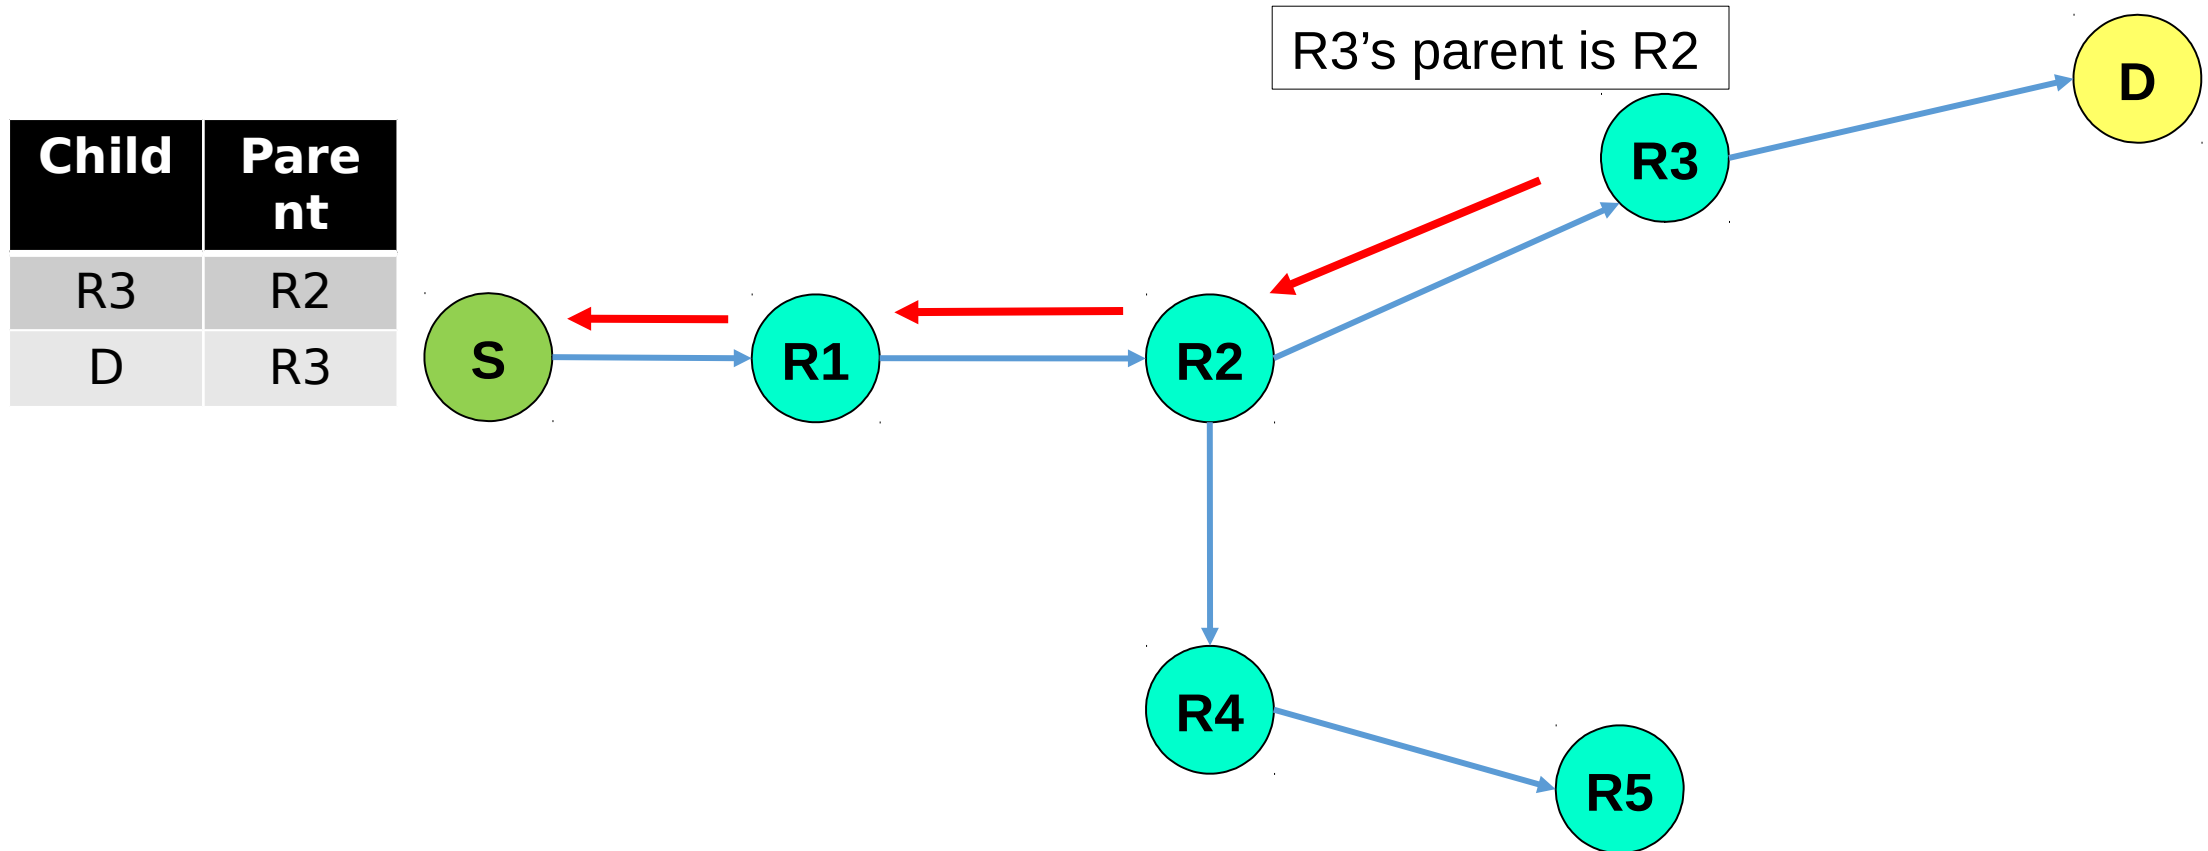 R3’s parent is R2
D
Child
Pare
nt
R3
R3
R2
D
R3
S
R1
R2
R4
R5